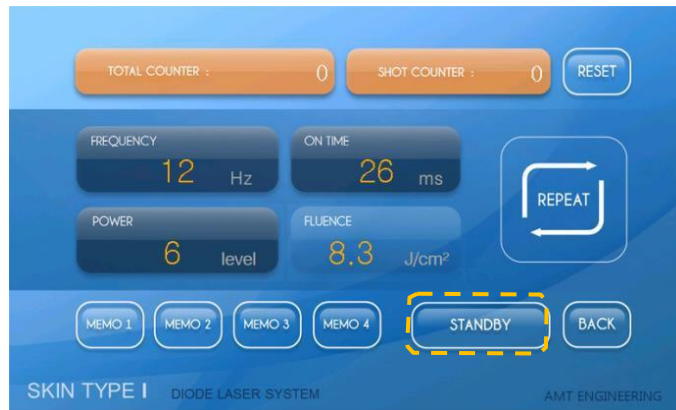 TOTAL COUNTER : 0 SHOT COUNTER : 0 RESET
FREQUENCY ON TIME
12 Hz 26 ms
REPEAT
POWER FLUENCE
6 level 8.3 J/cm²
MEMO 1 MEMO 2 MEMO 3 MEMO 4 STANDBY BACK
SKIN TYPE I DIODE LASER SYSTEM AMT ENGINEERING